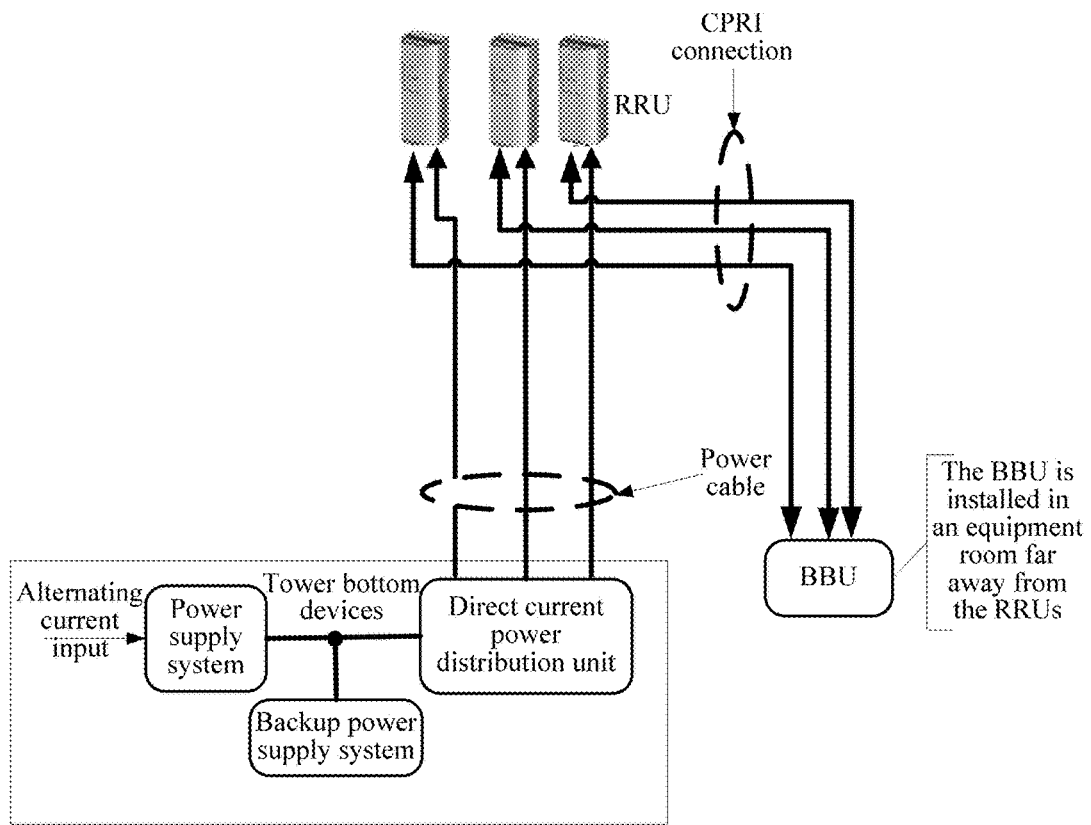 CPRI
connection
RRU
Power
cable
The BBU is
installed in
an equipment
room far
away from
the RRUs
BBU
Alternating
current
input
Power
supply
system
Tower bottom
devices
Direct current
power
distribution unit
Backup power
supply system